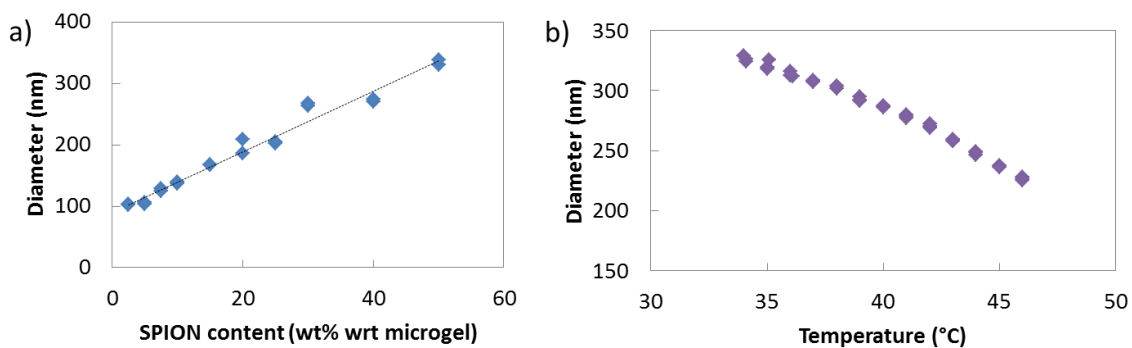 a)
400
300
200
100
0
Diameter (nm)
0 20 40 60
SPION content (wt% wrt microgel)
b)
350
300
250
200
150
Diameter (nm)
30 35 40 45 50
Temperature (°C)